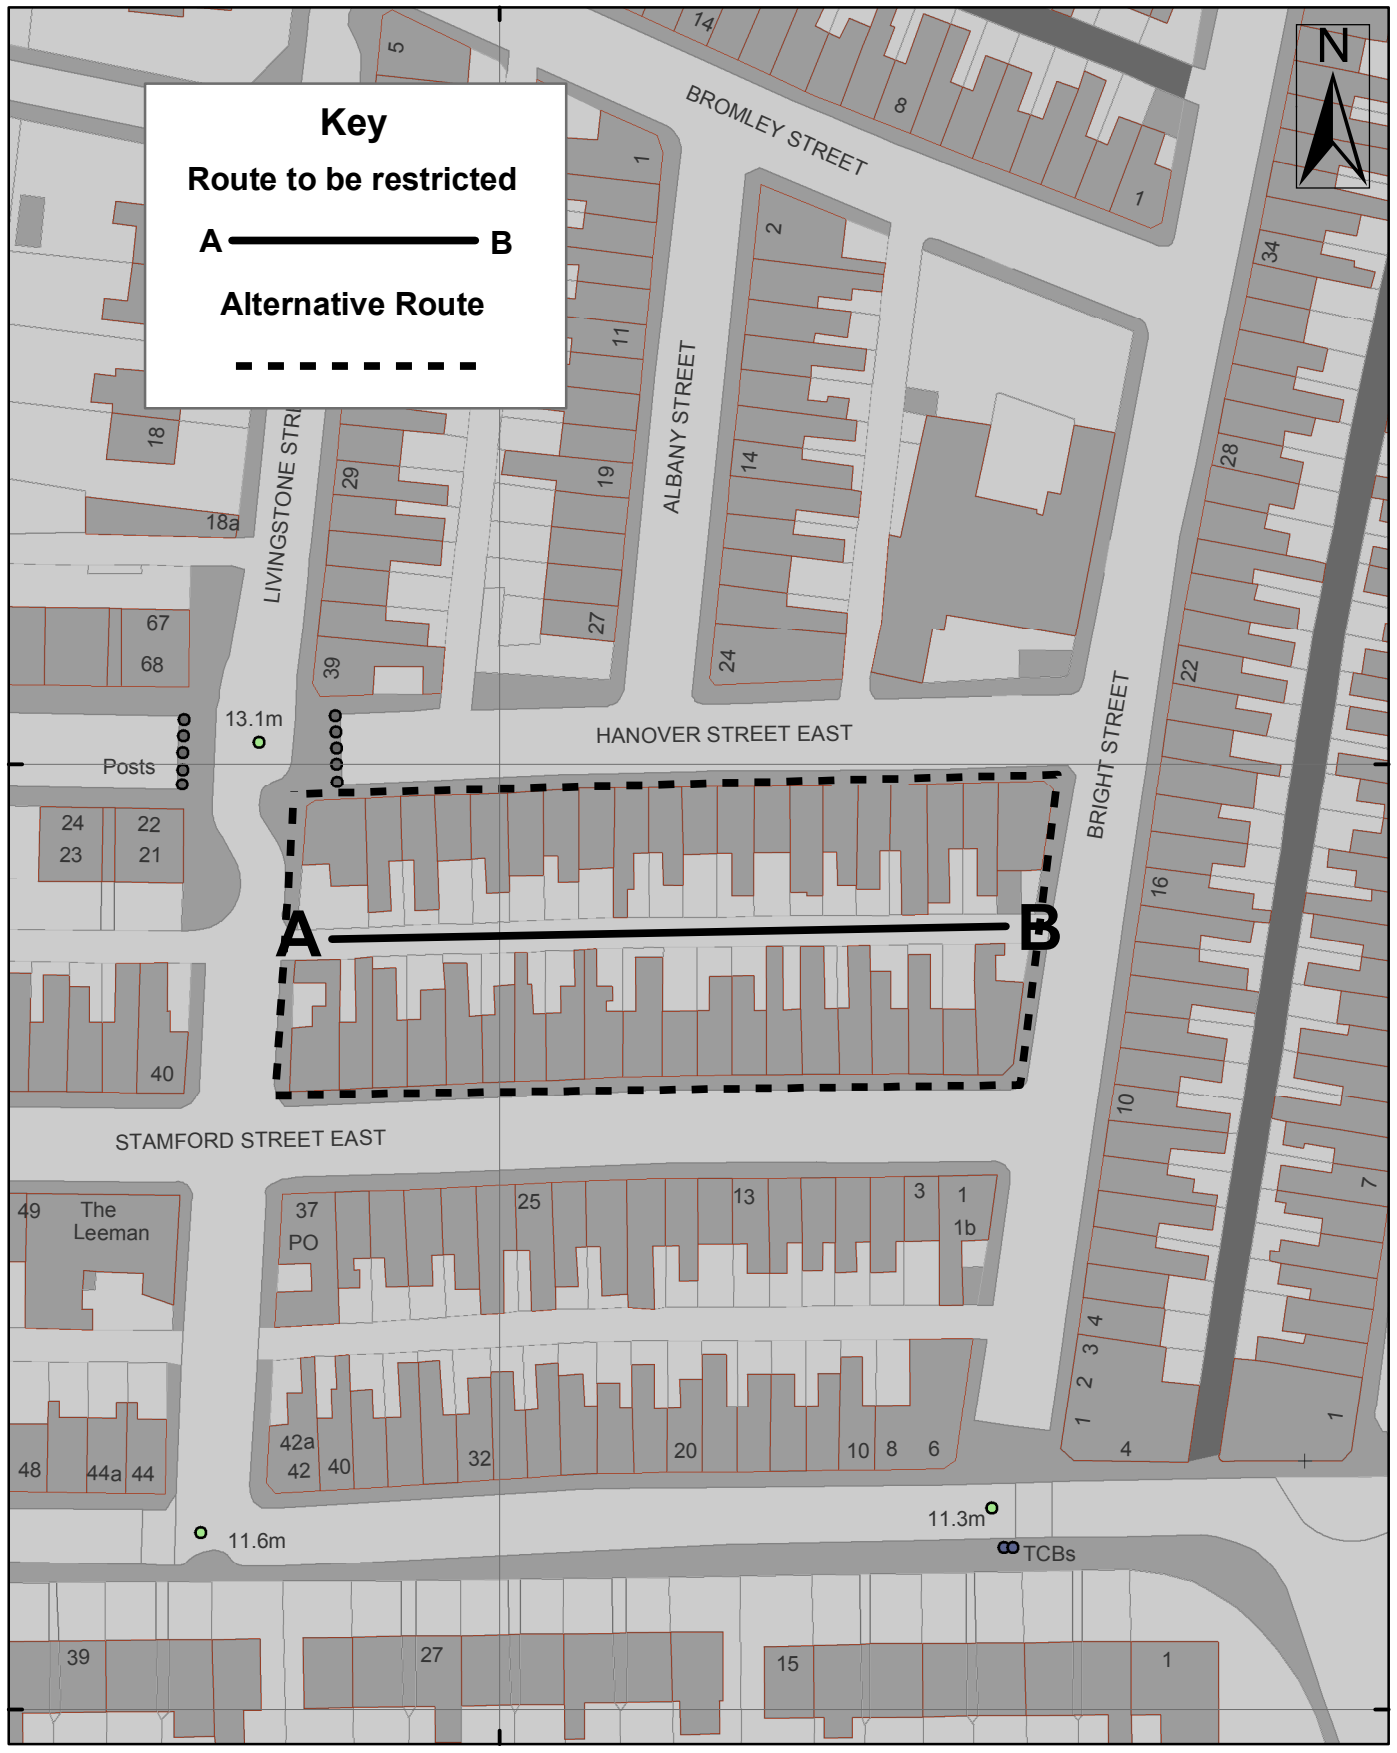 5
14
N
BROMLEY STREET
8
1
1
Key
Route to be restricted
A B
Alternative Route
2
34
11
ALBANY STREET
18
29
19
14
28
18a
LIVINGSTONE STRE
67
68
27
39
24
22
BRIGHT STREET
13.1m
HANOVER STREET EAST
Posts
24 22
23 21
16
A B
40
10
STAMFORD STREET EAST
49 The
Leeman
37
PO
25
13
3
1
1b
7
4
3
2
1
1
4
42a
42
40
32
20
10
8
6
48
44a
44
11.3m
11.6m
TCBs
39
27
15
1